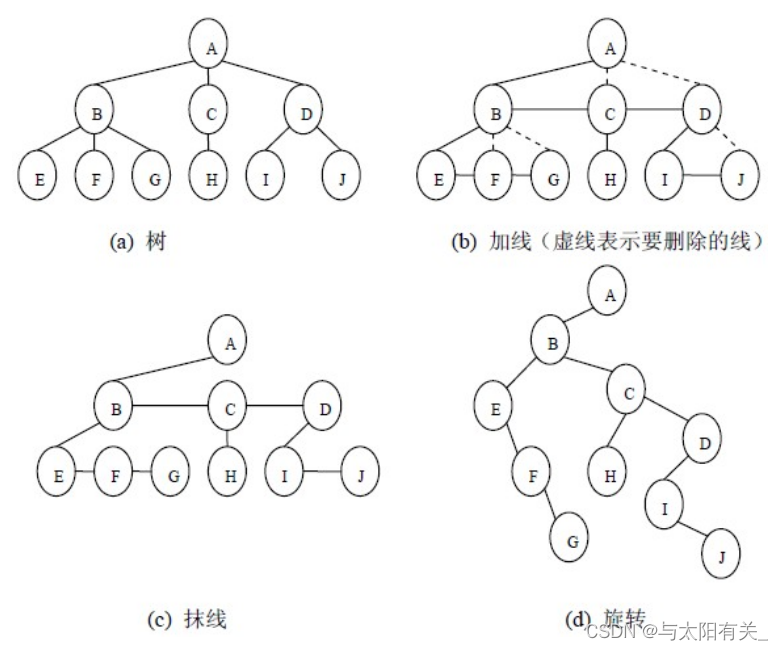 A
B C D
E F G H I J
(a) 树
A
B C D
E F G H I J
(b) 加线（虚线表示要删除的线）
A
B C D
E F G H I J
(c) 抹线
A
B
C
E
D
F
H
I
G
J
(d) 旋转
CSDN @与太阳有关_